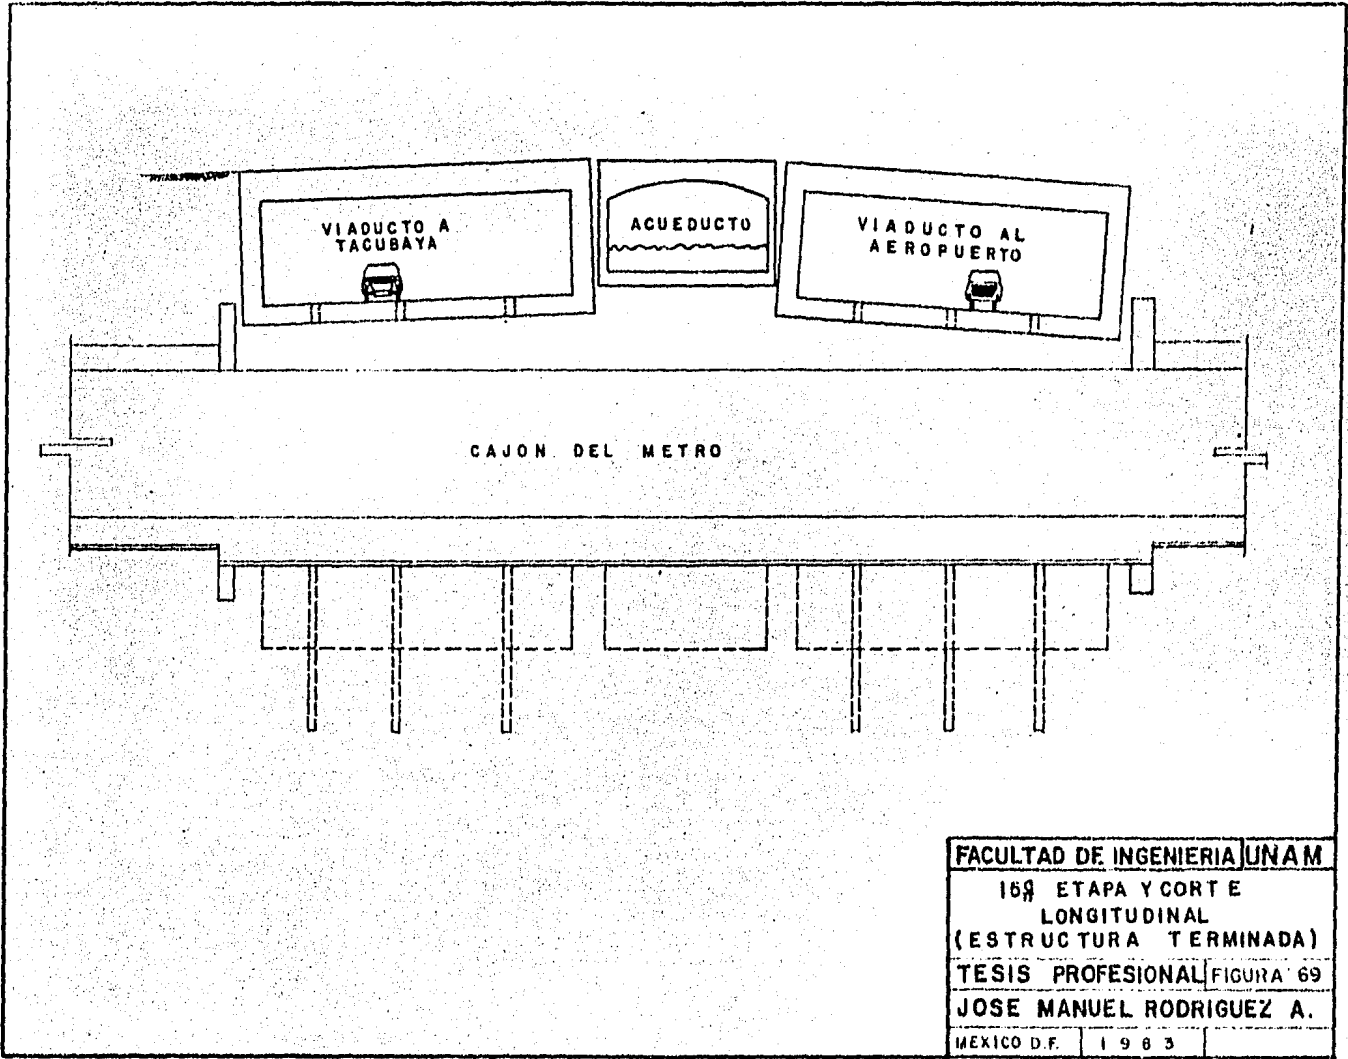 VIADUCTO A
TACUBAYA
ACUEDUCTO
VIADUCTO AL
AEROPUERTO
CAJON DEL METRO
FACULTAD DE INGENIERIA UNAM
ETAPA Y CORTE
LONGITUDINAL
(ESTRUCTURA TERMINADA)
TESIS PROFESIONAL FIGURA 69
JOSE MANUEL RODRIGUEZ A.
MEXICO D.F. 1983